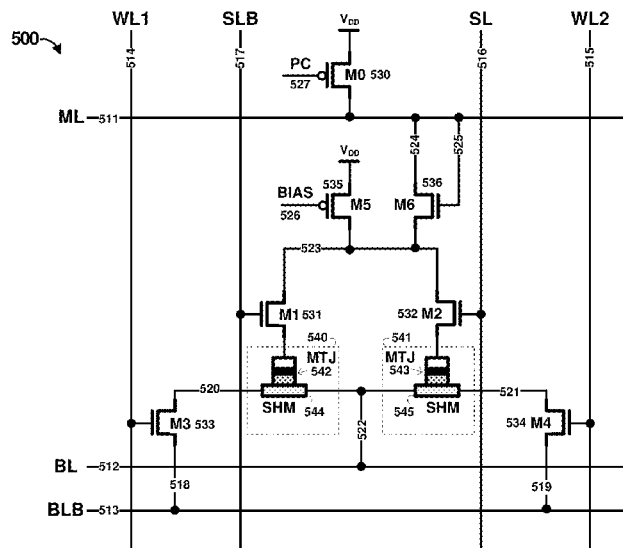 WL1 SLB SL WL2
500
514 517 516 515
VDD
PC
527
M0 530
ML 511
524 525
VDD
535 536
BIAS M5 M6
526
523
M1 531 532 M2
540 541
MTJ MTJ
542 543
520 521
SHM 544 545 SHM
M3 533 534 M4
522
BL 512
518 519
BLB 513